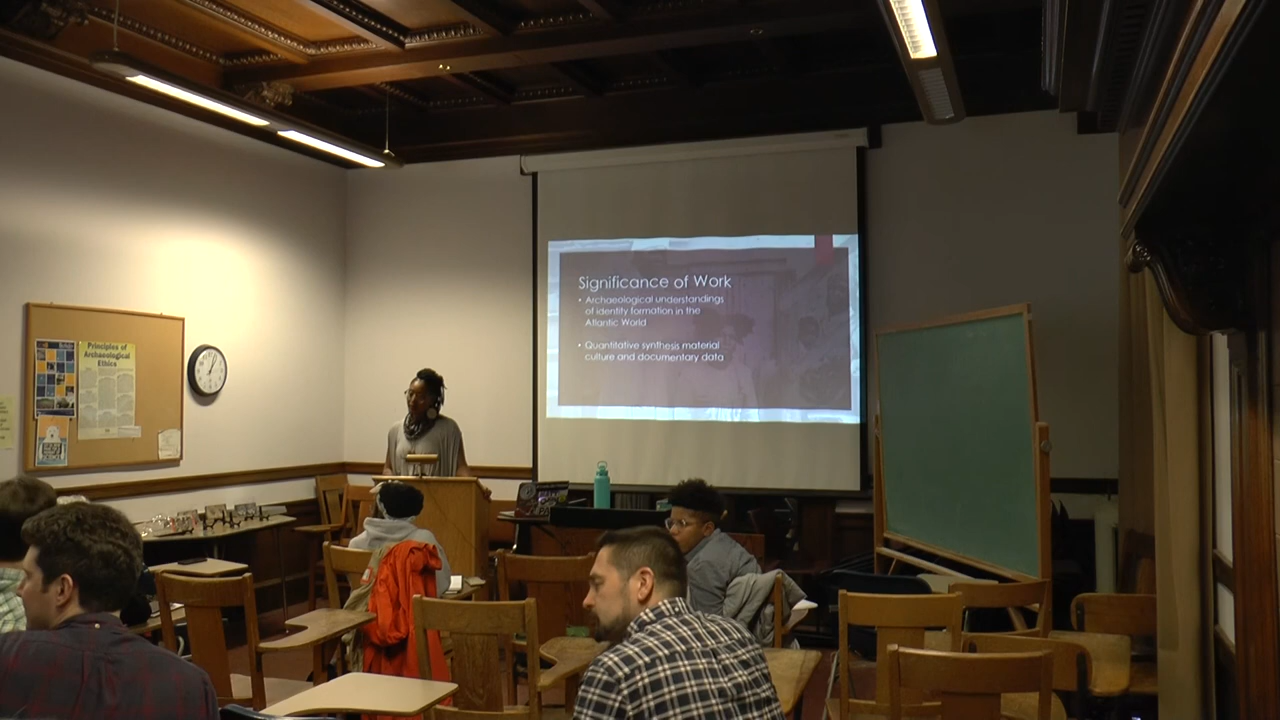 Significance of Work
• Archaeological understandings
of identity formation in the
Atlantic World
• Quantitative synthesis material
culture and documentary data
Principles of
Archaeological
Ethics